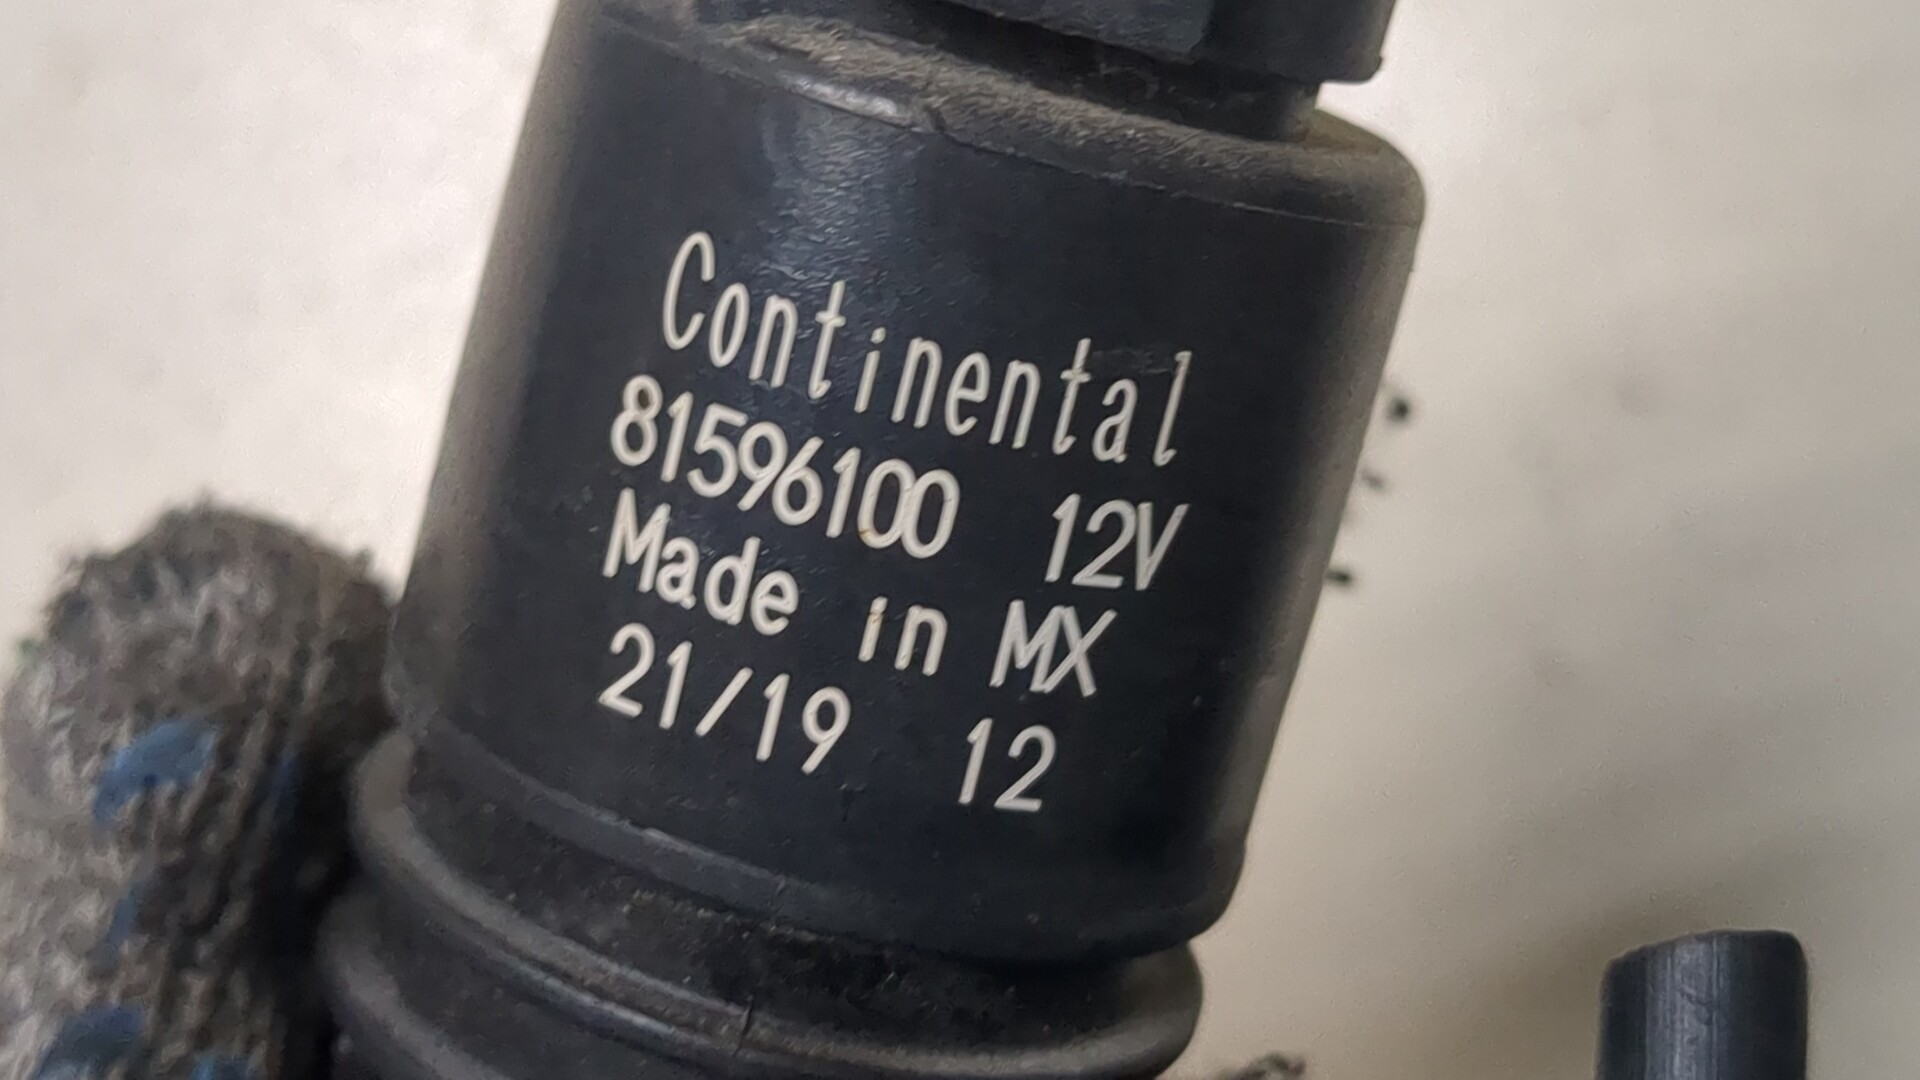 Continental
81596100 12V
Made in MX
21/19 12